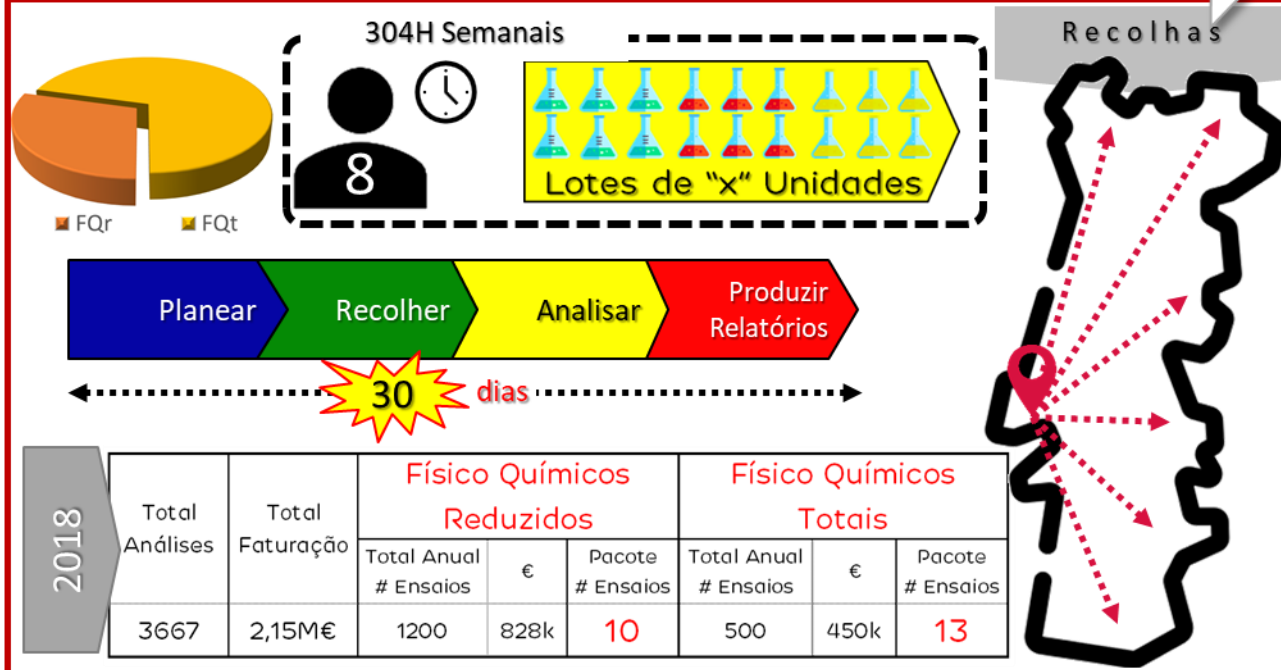 304H Semanais
8
Lotes de "x" Unidades
FQr
FQt
Recolhas
Planear
Recolher
Analisar
Produzir
Relatórios
30
dias
2018
Total
Análises
Total
Faturação
Físico Químicos
Reduzidos
Físico Químicos
Totais
Total Anual
# Ensaios
€
Pacote
# Ensaios
Total Anual
# Ensaios
€
Pacote
# Ensaios
3667
2,15M€
1200
828k
10
500
450k
13